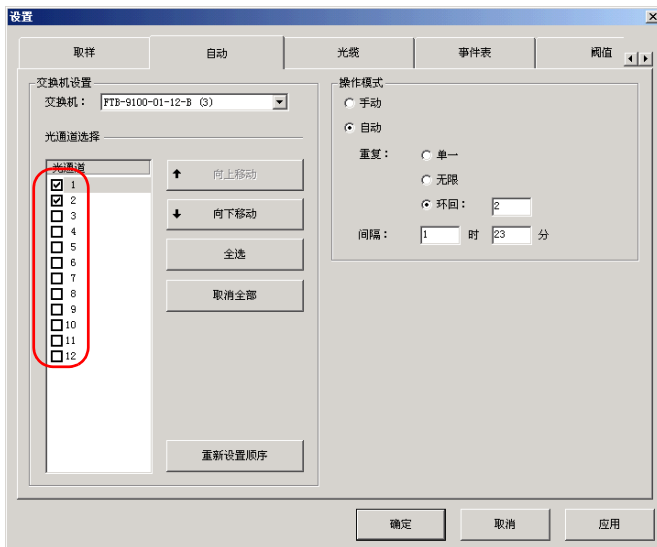 设置
取样 自动 光缆 事件表 阈值
交换机设置
交换机： FTB-9100-01-12-B (3)
光通道选择
光通道
1
2
3
4
5
6
7
8
9
10
11
12
向上移动
向下移动
全选
取消全部
重新设置顺序
操作模式
手动
自动
重复： 单一
无限
环回： 2
间隔： 1 时 23 分
确定 取消 应用